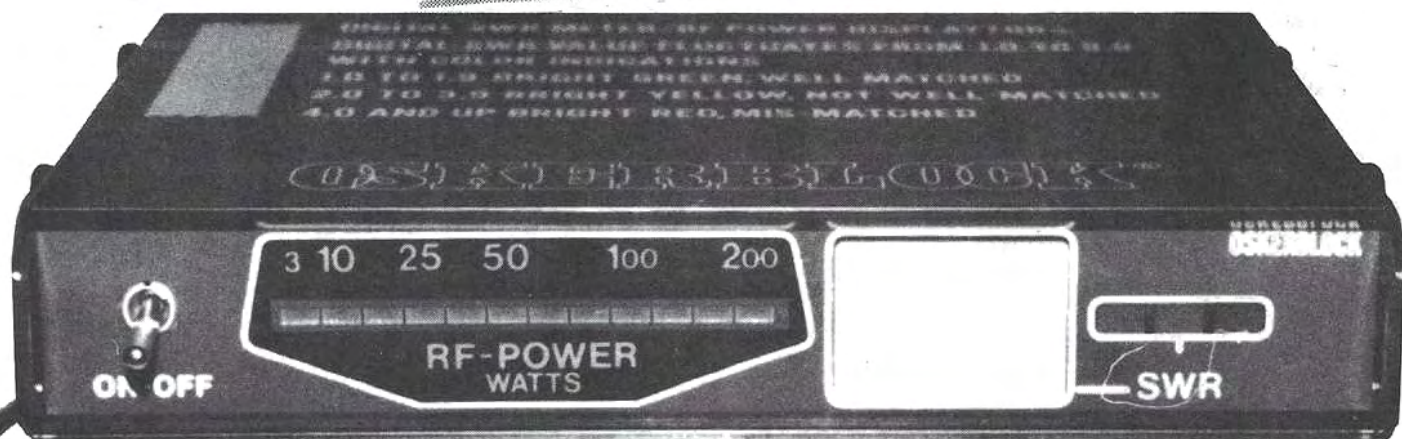 DIGITAL SWR METER, RF POWER DISPLAY
DIGITAL SWR VALUE FLUCTUATES FROM 1.0 TO 9.9
WITH COLOR INDICATIONS
1.0 TO 1.9 BRIGHT GREEN, WELL MATCHED
2.0 TO 3.9 BRIGHT YELLOW, NOT WELL MATCHED
4.0 AND UP BRIGHT RED, MIS MATCHED
OSKERBLOCK
OSKERBLOCK
3 10 25 50 100 200
RF-POWER
WATTS
ON OFF
SWR